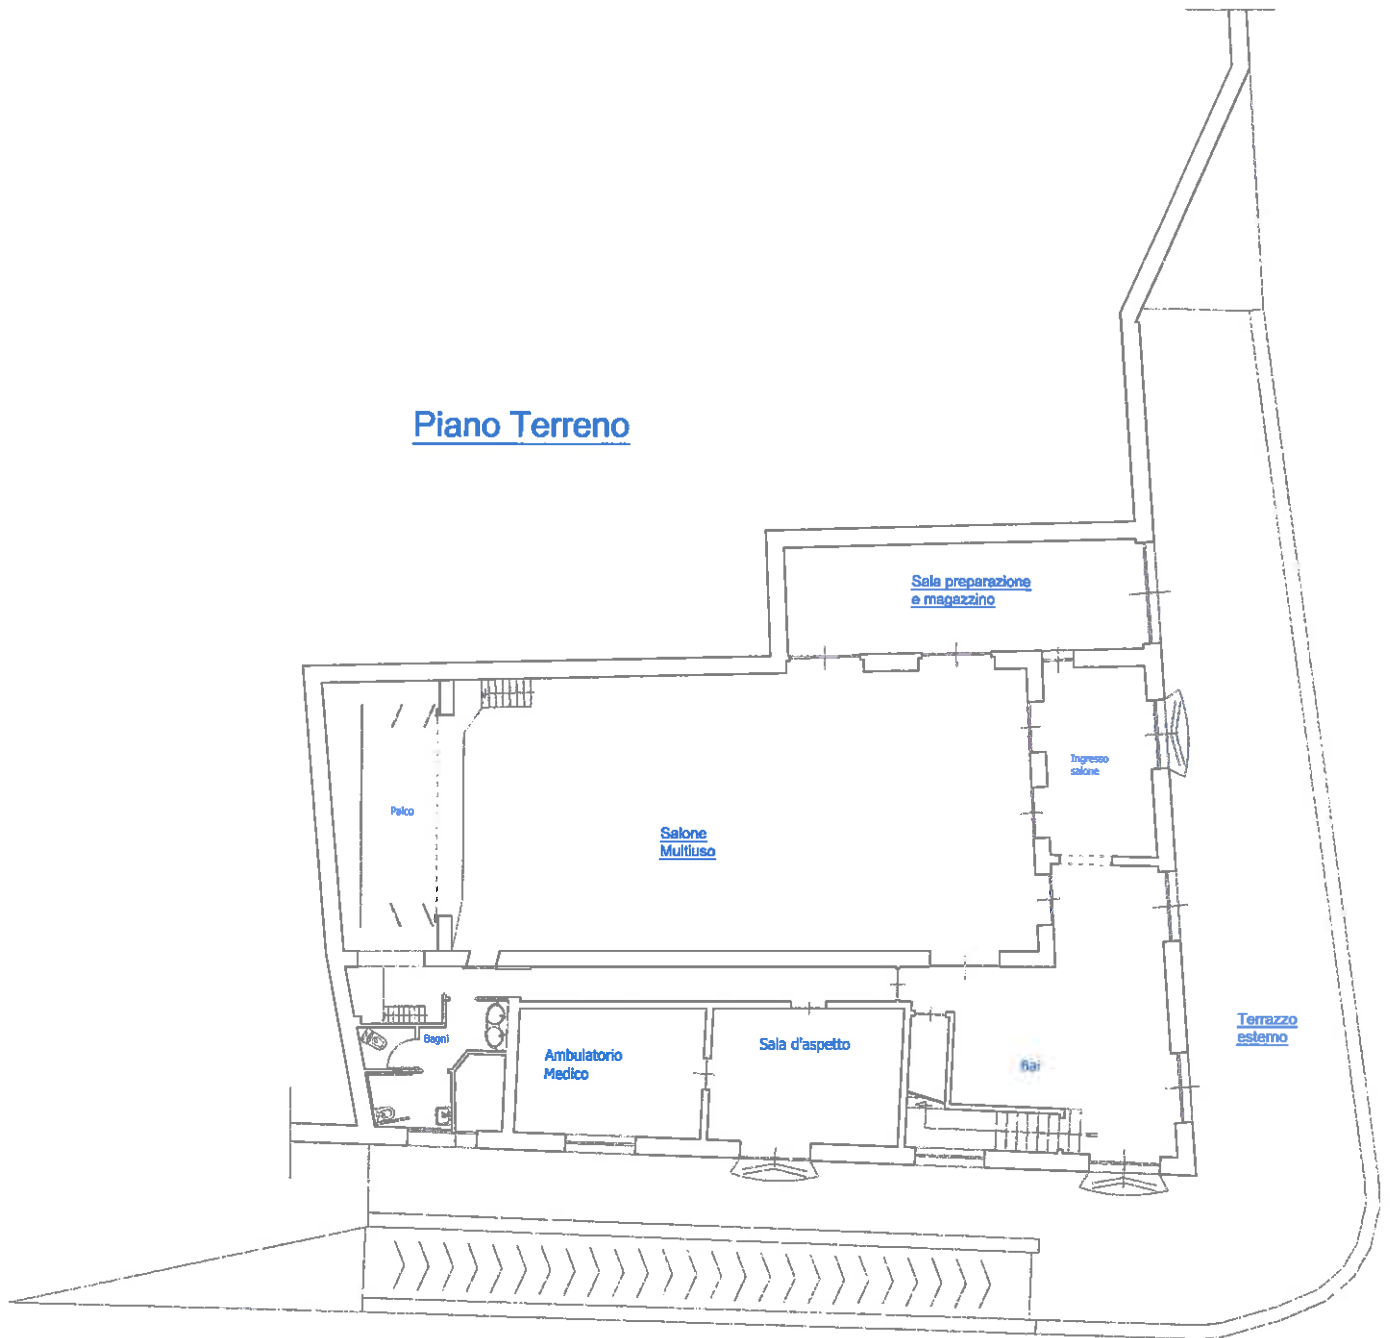 Piano Terreno
Sala preparazione
e magazzino
Ingresso
salone
Palco
Salone
Multiuso
Terrazzo
esterno
Bagni
Ambulatorio
Medico
Sala d'aspetto
Bar